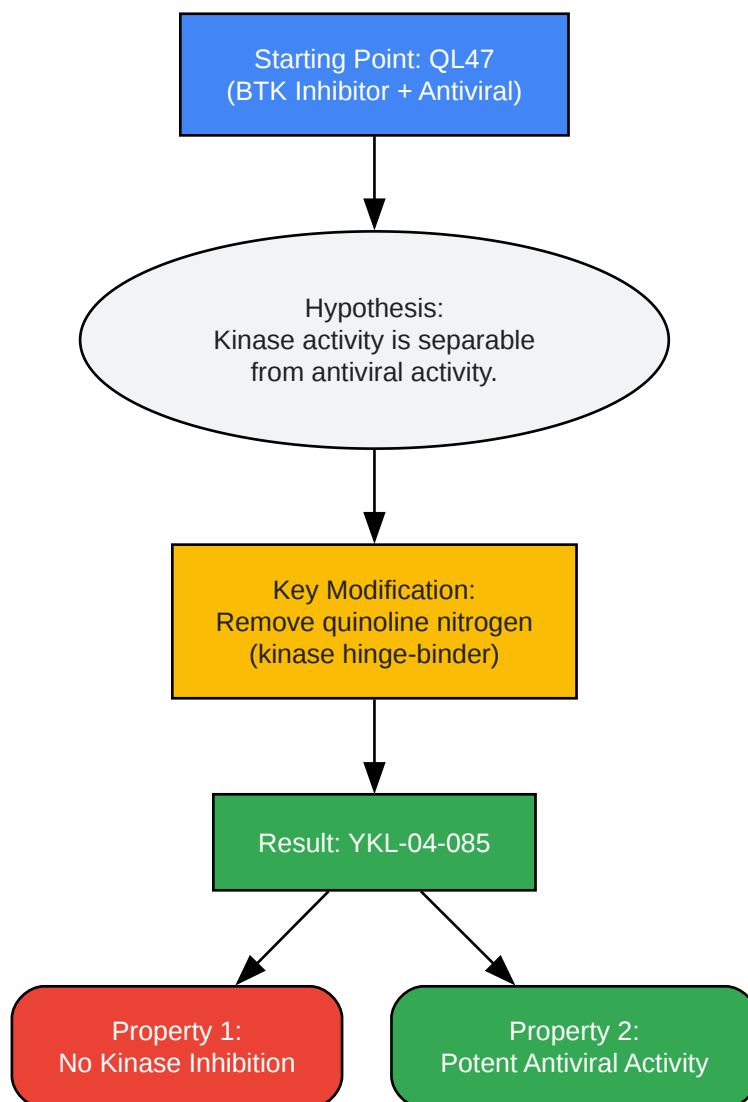 Starting Point: QL47
(BTK Inhibitor + Antiviral)
Hypothesis:
Kinase activity is separable
from antiviral activity.
Key Modification:
Remove quinoline nitrogen
(kinase hinge-binder)
Result: YKL-04-085
Property 1:
No Kinase Inhibition
Property 2:
Potent Antiviral Activity